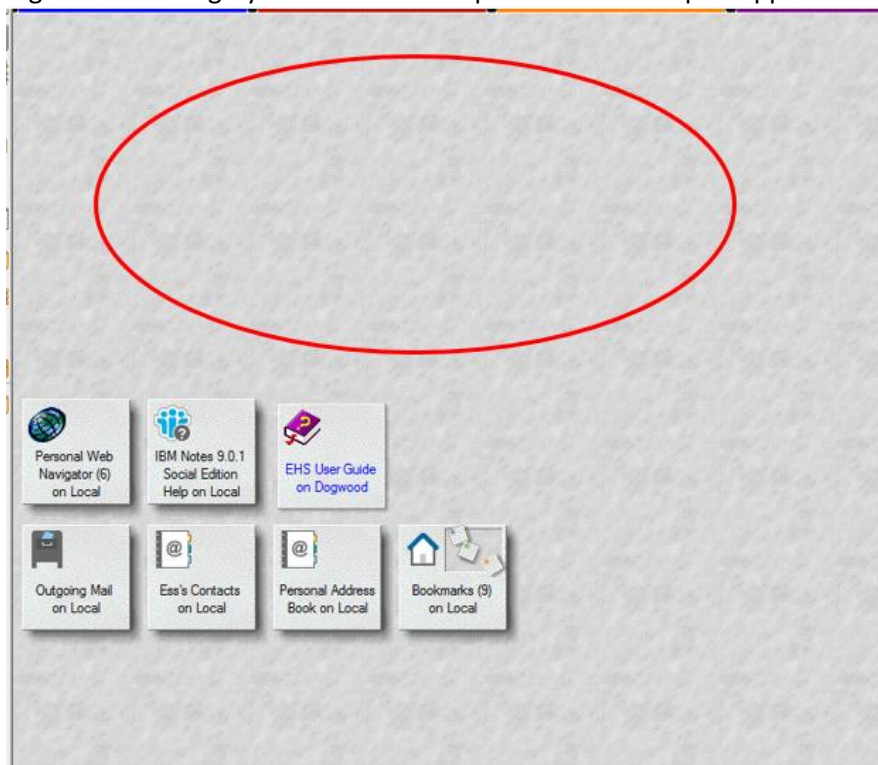 Personal Web
Navigator (6)
on Local
IBM Notes 9.0.1
Social Edition
Help on Local
EHS User Guide
on Dogwood
Outgoing Mail
on Local
Ess's Contacts
on Local
Personal Address
Book on Local
Bookmarks (9)
on Local